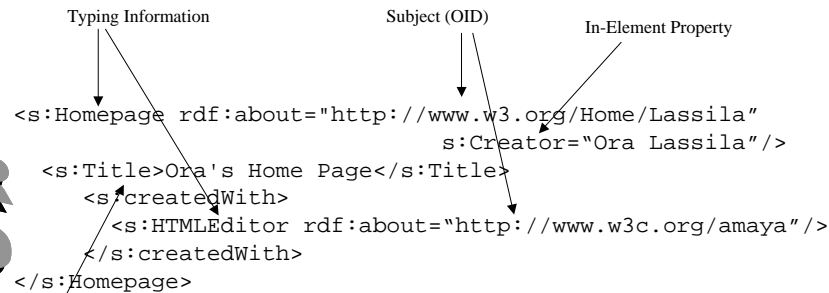 Typing Information Subject (OID) In-Element Property
<s:Homepage rdf:about="http://www.w3.org/Home/Lassila”
s:Creator=“Ora Lassila”/>
<s:Title>Ora's Home Page</s:Title>
<s:createdWith>
<s:HTMLEditor rdf:about=“http://www.w3c.org/amaya”/>
</s:createdWith>
</s:Homepage>